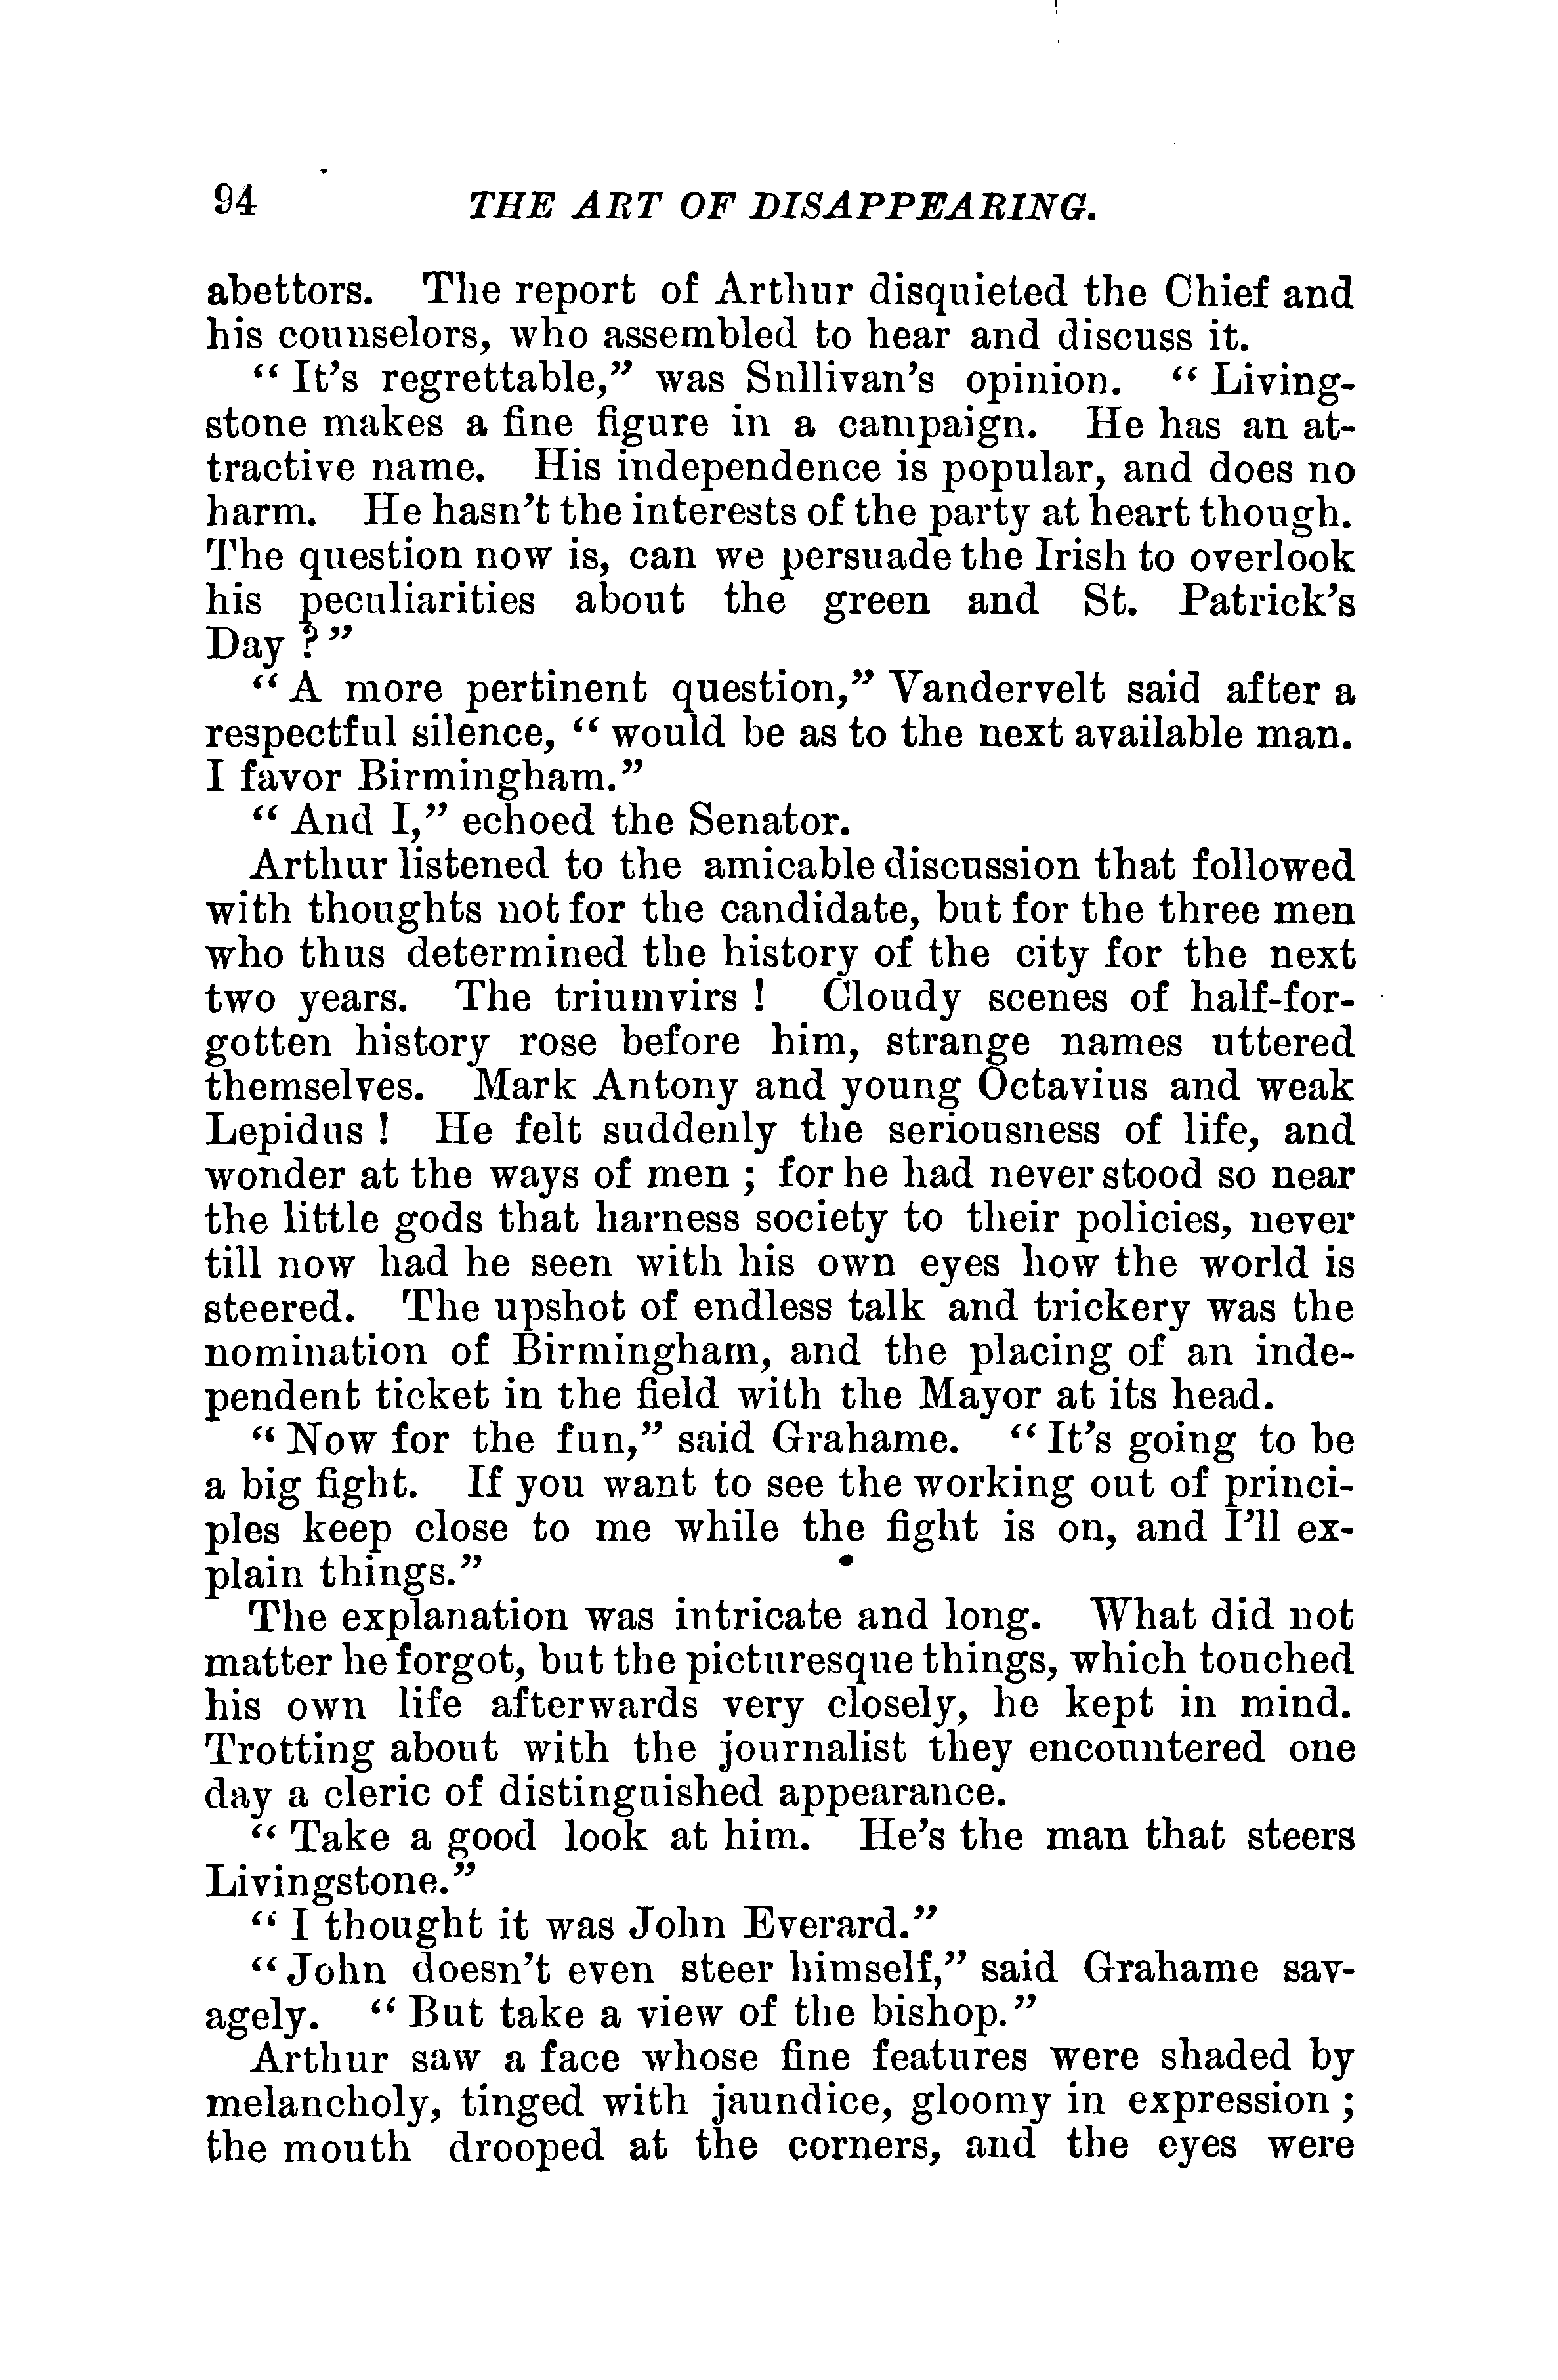 94 THE ART OF DISAPPEARING.
abettors. The report of Arthur disquieted the Chief and
his counselors, who assembled to hear and discuss it.
“ It’s regrettable,” was Sullivan’s opinion. “ Living-
stone makes a fine figure in a campaign. He has an at-
tractive name. His independence is popular, and does no
harm. He hasn’t the interests of the party at heart though.
The question now is, can we persuade the Irish to overlook
his peculiarities about the green and St. Patrick’s
Day ? ”
“ A more pertinent question,” Vandervelt said after a
respectful silence, “ would be as to the next available man.
I favor Birmingham.”
“ And I,” echoed the Senator.
Arthur listened to the amicable discussion that followed
with thoughts not for the candidate, but for the three men
who thus determined the history of the city for the next
two years. The triumvirs ! Cloudy scenes of half-for-
gotten history rose before him, strange names uttered
themselves. Mark Antony and young Octavius and weak
Lepidus ! He felt suddenly the seriousness of life, and
wonder at the ways of men ; for he had never stood so near
the little gods that harness society to their policies, never
till now had he seen with his own eyes how the world is
steered. The upshot of endless talk and trickery was the
nomination of Birmingham, and the placing of an inde-
pendent ticket in the field with the Mayor at its head.
“ Now for the fun,” said Grahame. “ It’s going to be
a big fight. If you want to see the working out of princi-
ples keep close to me while the fight is on, and I’ll ex-
plain things.”
The explanation was intricate and long. What did not
matter he forgot, but the picturesque things, which touched
his own life afterwards very closely, he kept in mind.
Trotting about with the journalist they encountered one
day a cleric of distinguished appearance.
“ Take a good look at him. He’s the man that steers
Livingstone.”
“ I thought it was John Everard.”
“ John doesn’t even steer himself,” said Grahame sav-
agely. “ But take a view of the bishop.”
Arthur saw a face whose fine features were shaded by
melancholy, tinged with jaundice, gloomy in expression ;
the mouth drooped at the corners, and the eyes were